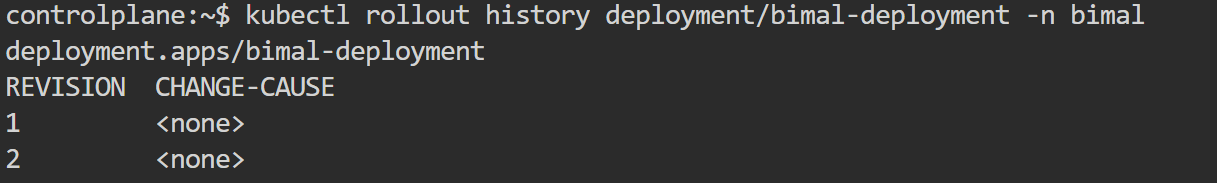 controlplane:~$ kubectl rollout history deployment/bimal-deployment -n bimal
deployment.apps/bimal-deployment
REVISION  CHANGE-CAUSE
1         <none>
2         <none>